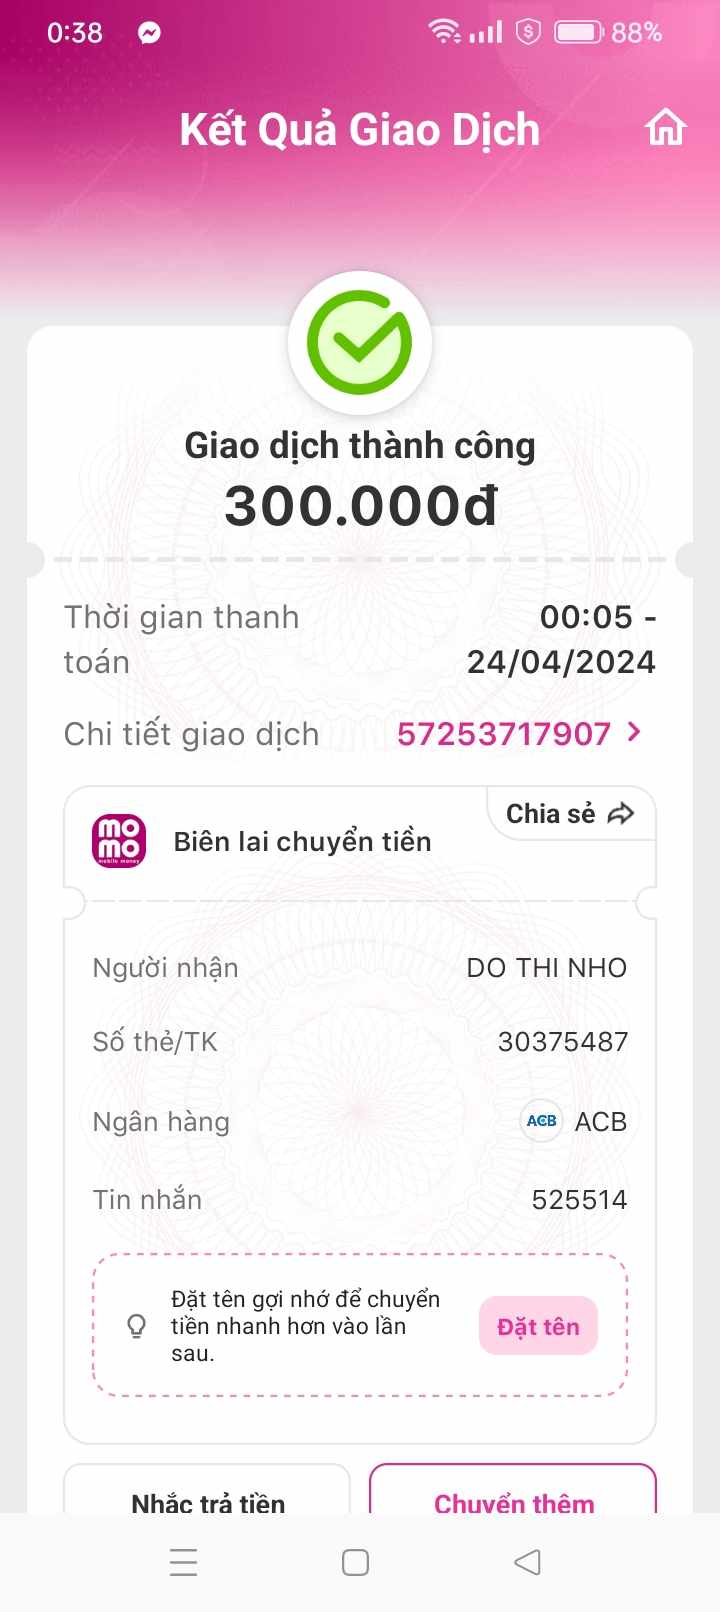 0:38
88%
Kết Quả Giao Dịch
Giao dịch thành công
300.000đ
Thời gian thanh toán
00:05 - 24/04/2024
Chi tiết giao dịch
57253717907
Chia sẻ
mo
mo
mobile money
Biên lai chuyển tiền
Người nhận
DO THI NHO
Số thẻ/TK
30375487
Ngân hàng
ACB ACB
Tin nhắn
525514
Đặt tên gợi nhớ để chuyển
tiền nhanh hơn vào lần
sau.
Đặt tên
Nhắc trả tiền
Chuyển thêm